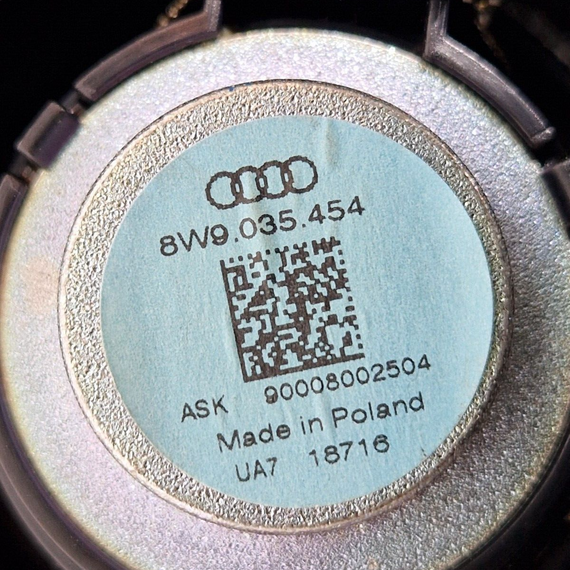 8W9.035.454
ASK 90008002504
Made in Poland
UA7 18716